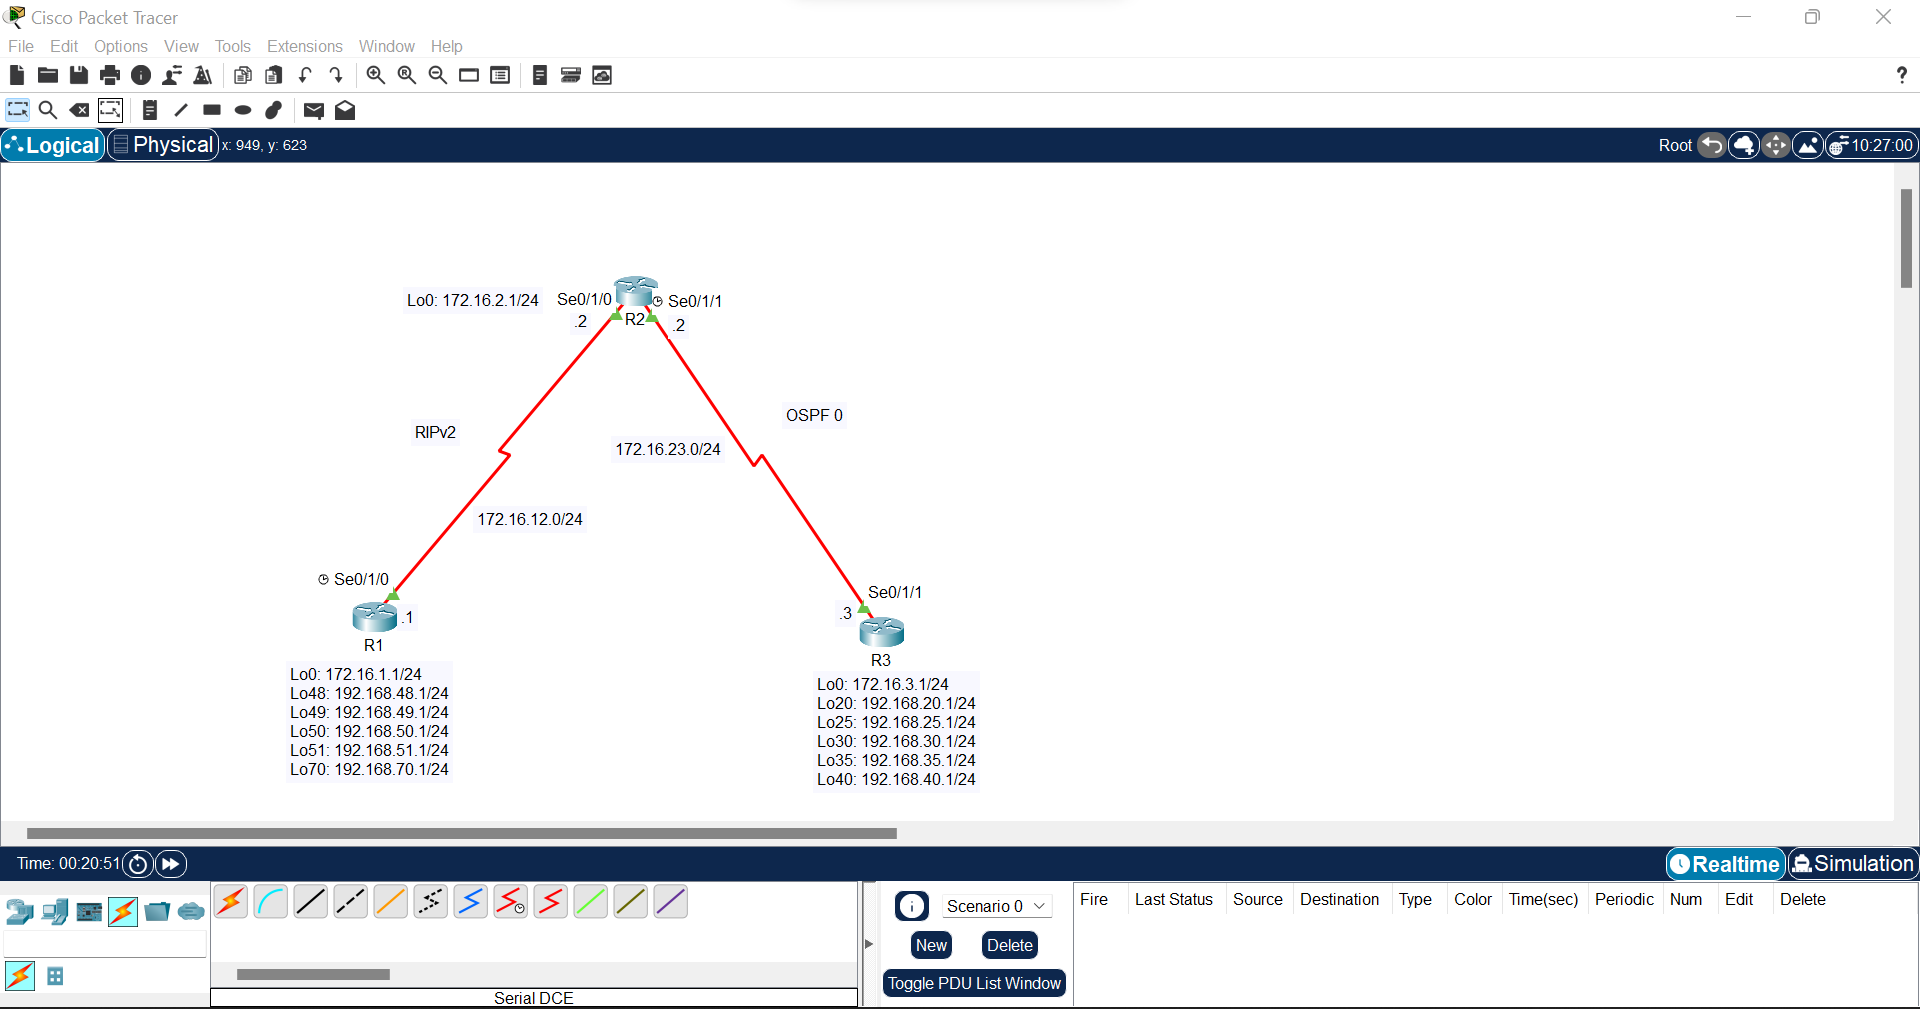 Cisco Packet Tracer
File Edit Options View Tools Extensions Window Help
?
Logical Physical x: 949, y: 623 Root 10:27:00
Lo0: 172.16.2.1/24 Se0/1/0 Se0/1/1
.2 R2 .2
OSPF 0
RIPv2
172.16.23.0/24
172.16.12.0/24
Se0/1/0
.1
R1
Lo0: 172.16.1.1/24
Lo48: 192.168.48.1/24
Lo49: 192.168.49.1/24
Lo50: 192.168.50.1/24
Lo51: 192.168.51.1/24
Lo70: 192.168.70.1/24
Se0/1/1
.3
R3
Lo0: 172.16.3.1/24
Lo20: 192.168.20.1/24
Lo25: 192.168.25.1/24
Lo30: 192.168.30.1/24
Lo35: 192.168.35.1/24
Lo40: 192.168.40.1/24
Time: 00:20:51 Realtime Simulation
Scenario 0
New Delete
Toggle PDU List Window
Fire Last Status Source Destination Type Color Time(sec) Periodic Num Edit Delete
Serial DCE